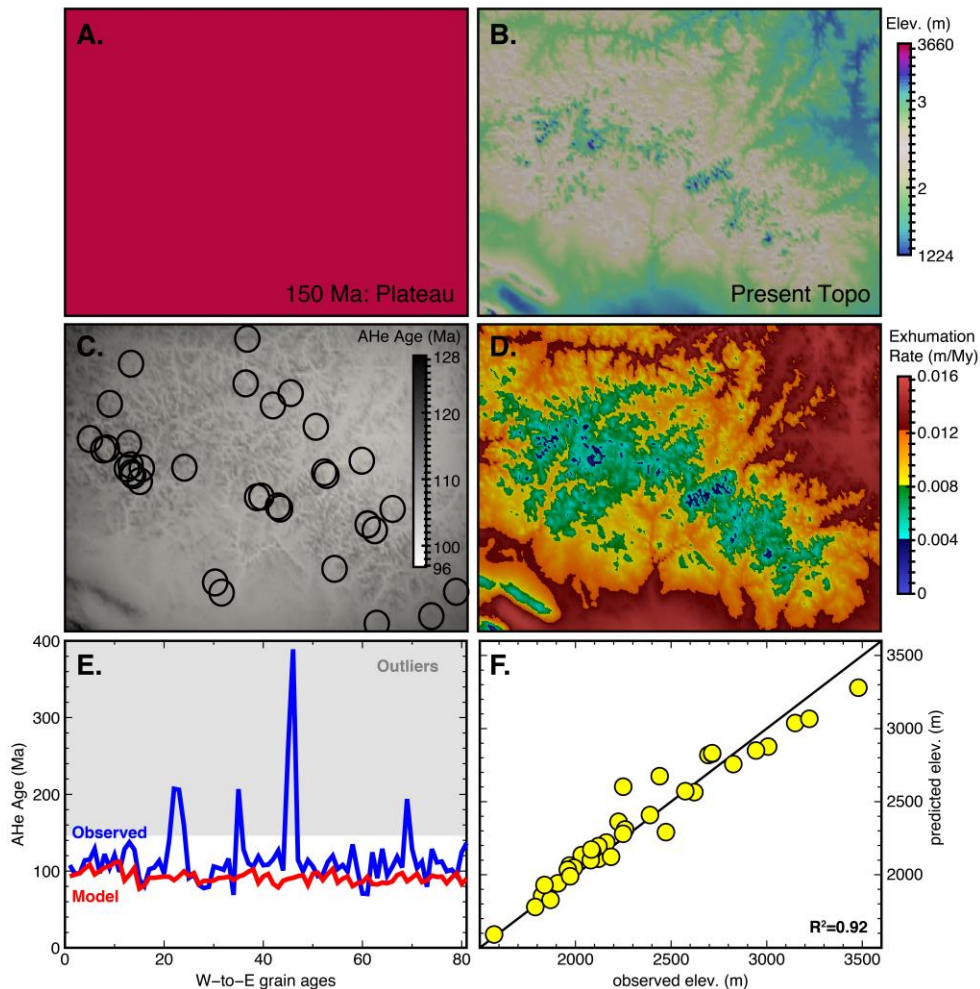 A.
150 Ma: Plateau
B.
Present Topo
Elev. (m)
3660
3
2
1224
C.
AHe Age (Ma)
128
120
110
100
96
D.
Exhumation
Rate (m/My)
0.016
0.012
0.008
0.004
0
E.
Outliers
Observed
Model
AHe Age (Ma)
400
300
200
100
0
0
20
40
60
80
W-to-E grain ages
F.
R²=0.92
predicted elev. (m)
3500
3000
2500
2000
2000
2500
3000
3500
observed elev. (m)